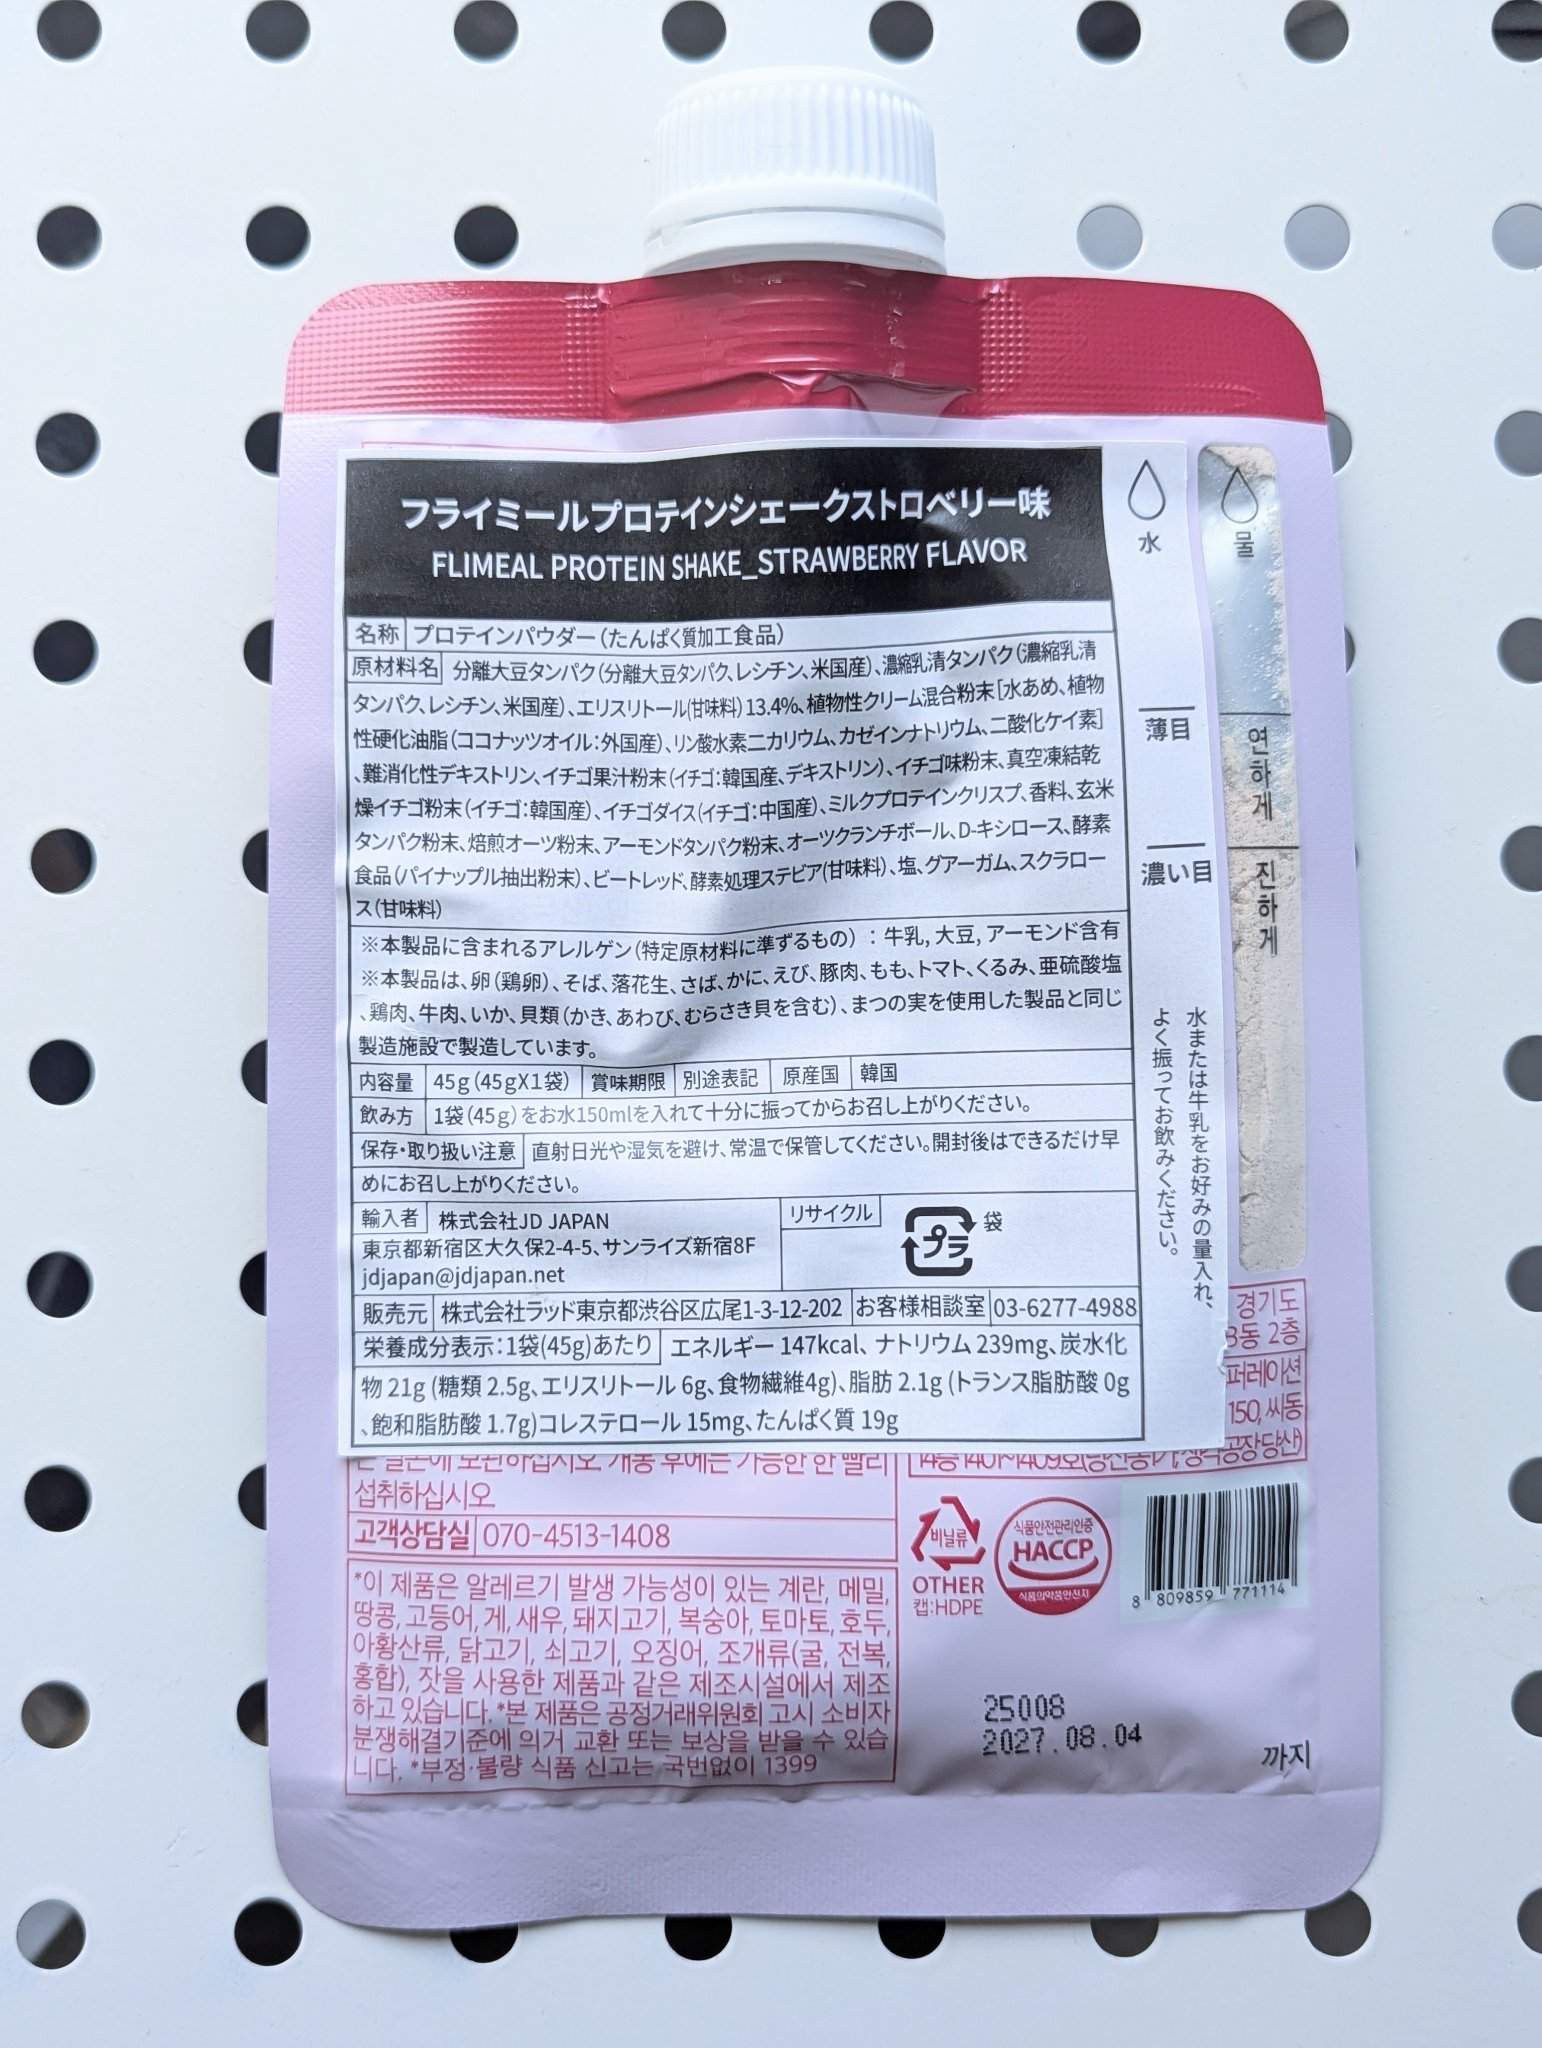 フライミールプロテインシェークストロベリー味
FLIMEAL PROTEIN SHAKE_STRAWBERRY FLAVOR
名称 プロテインパウダー(たんぱく質加工食品)
原材料名 分離大豆タンパク(分離大豆タンパク、レシチン、米国産)、濃縮乳清タンパク(濃縮乳清
タンパク、レシチン、米国産)、エリスリトール(甘味料)13.4%、植物性クリーム混合粉末[水あめ、植物
性硬化油脂(ココナッツオイル:外国産)、リン酸水素二カリウム、カゼインナトリウム、二酸化ケイ素]
、難消化性デキストリン、イチゴ果汁粉末(イチゴ:韓国産、デキストリン)、イチゴ味粉末、真空凍結乾
燥イチゴ粉末(イチゴ:韓国産)、イチゴダイス(イチゴ:中国産)、ミルクプロテインクリスプ、香料、玄米
タンパク粉末、焙煎オーツ粉末、アーモンドタンパク粉末、オーツクランチボール、D-キシロース、酵素
食品(パイナップル抽出粉末)、ビートレッド、酵素処理ステビア(甘味料)、塩、グアーガム、スクラロー
ス(甘味料)
※本製品に含まれるアレルゲン(特定原材料に準ずるもの):牛乳,大豆,アーモンド含有
※本製品は、卵(鶏卵)、そば、落花生、さば、かに、えび、豚肉、もも、トマト、くるみ、亜硫酸塩
、鶏肉、牛肉、いか、貝類(かき、あわび、むらさき貝を含む)、まつの実を使用した製品と同じ
製造施設で製造しています。
内容量 45g(45gX1袋) 賞味期限 別途表記 原産国 韓国
飲み方 1袋(45g)をお水150mlを入れて十分に振ってからお召し上がりください。
保存・取り扱い注意 直射日光や湿気を避け、常温で保管してください。開封後はできるだけ早
めにお召し上がりください。
輸入者 株式会社JD JAPAN
東京都新宿区大久保2-4-5、サンライズ新宿8F
jdjapan@jdjapan.net
リサイクル
プラ
袋
販売元 株式会社ラッド東京都渋谷区広尾1-3-12-202 お客様相談室 03-6277-4988
栄養成分表示:1袋(45g)あたり エネルギー 147kcal、ナトリウム 239mg、炭水化
物 21g (糖類 2.5g、エリスリトール 6g、食物繊維4g)、脂肪 2.1g (トランス脂肪酸 0g
、飽和脂肪酸 1.7g)コレステロール 15mg、たんぱく質 19g
水
薄目
濃い目
水または牛乳をお好みの量入れ、
よく振ってお飲みください。
물
연하게
진하게
경기도
3동 2층
퍼레이션
150, 씨동
섭취하십시오
고객상담실 070-4513-1408
*이 제품은 알레르기 발생 가능성이 있는 계란, 메밀,
땅콩, 고등어, 게, 새우, 돼지고기, 복숭아, 토마토, 호두,
아황산류, 닭고기, 쇠고기, 오징어, 조개류(굴, 전복,
홍합), 잣을 사용한 제품과 같은 제조시설에서 제조
하고 있습니다. *본 제품은 공정거래위원회 고시 소비자
분쟁해결기준에 의거 교환 또는 보상을 받을 수 있습
니다. *부정·불량 식품 신고는 국번없이 1399
비닐류
OTHER
캡:HDPE
식품안전관리인증
HACCP
식품의약품안전처
8 809859 771114
25008
2027.08.04
까지